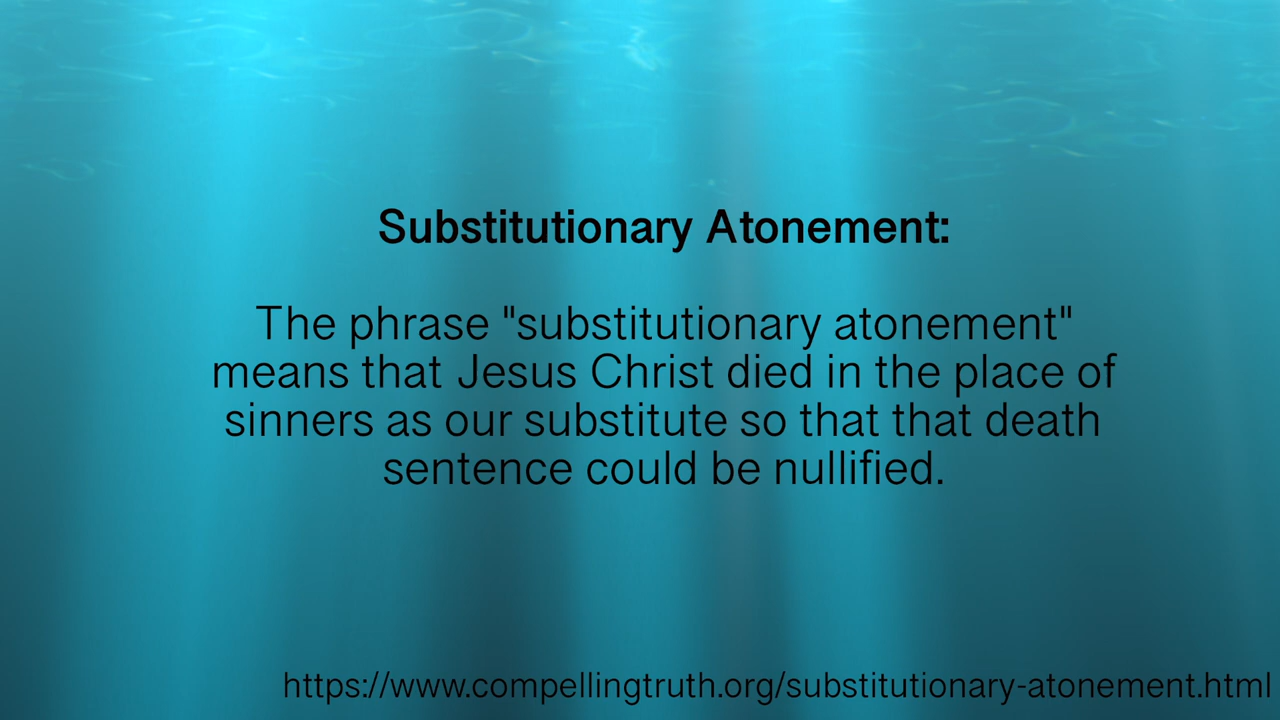 Substitutionary Atonement:
The phrase "substitutionary atonement"
means that Jesus Christ died in the place of
sinners as our substitute so that that death
sentence could be nullified.
https://www.compellingtruth.org/substitutionary-atonement.html